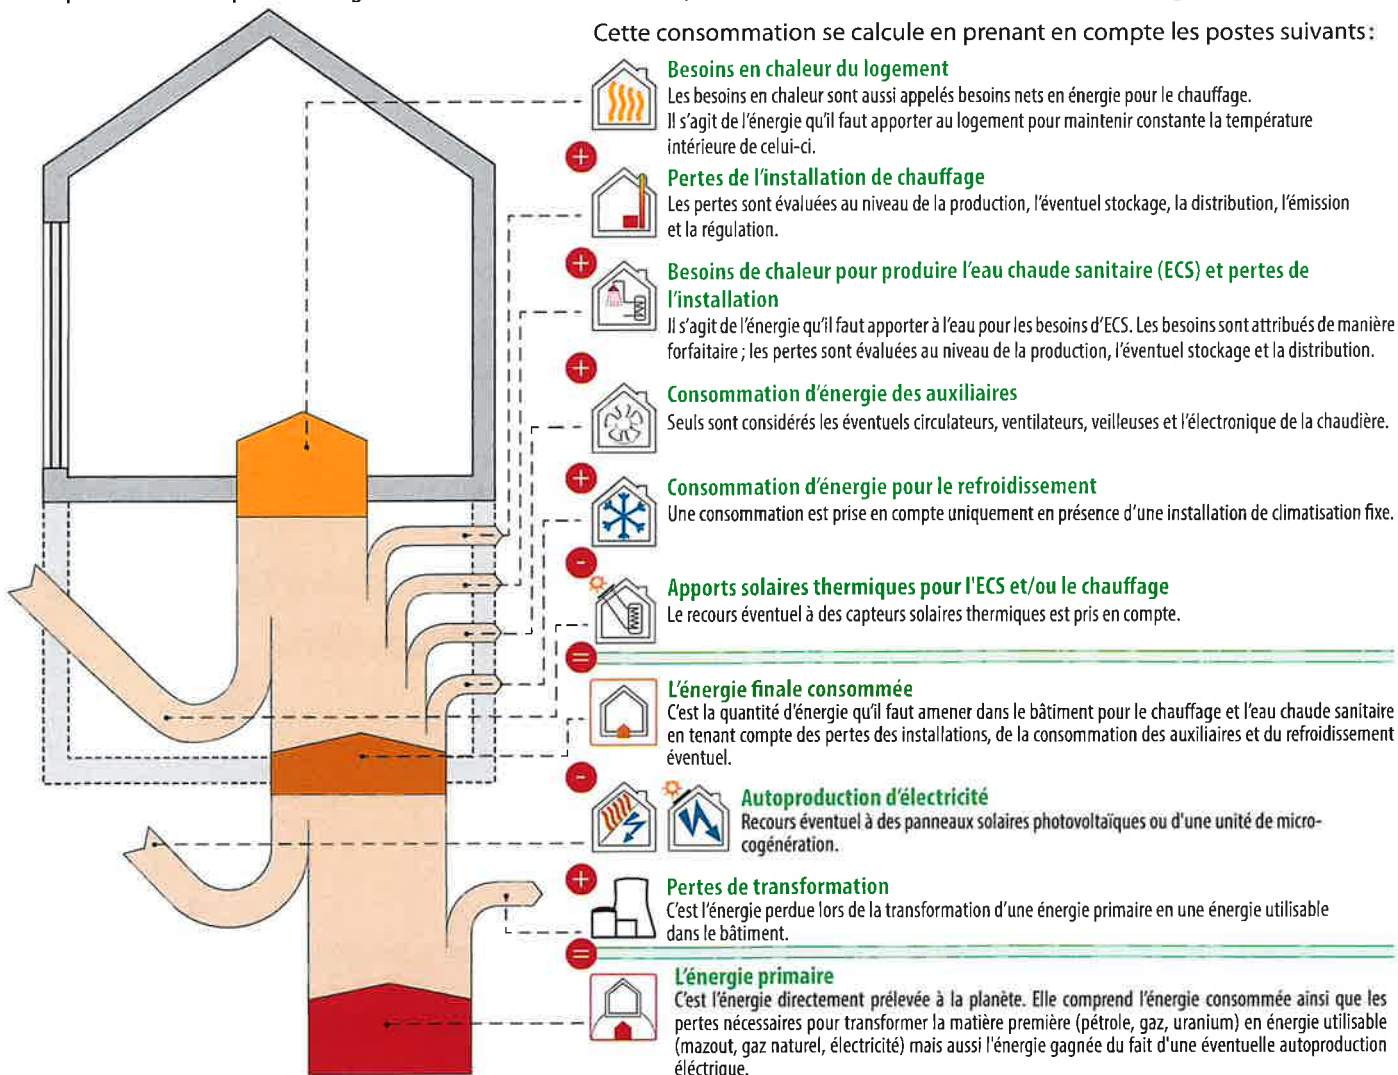 Cette consommation se calcule en prenant en compte les postes suivants:
Besoins en chaleur du logement
Les besoins en chaleur sont aussi appelés besoins nets en énergie pour le chauffage.
Il s'agit de l'énergie qu'il faut apporter au logement pour maintenir constante la température
intérieure de celui-ci.
+
Pertes de l'installation de chauffage
Les pertes sont évaluées au niveau de la production, l'éventuel stockage, la distribution, l'émission
et la régulation.
+
Besoins de chaleur pour produire l'eau chaude sanitaire (ECS) et pertes de
l'installation
Il s'agit de l'énergie qu'il faut apporter à l'eau pour les besoins d'ECS. Les besoins sont attribués de manière
forfaitaire ; les pertes sont évaluées au niveau de la production, l'éventuel stockage et la distribution.
+
Consommation d'énergie des auxiliaires
Seuls sont considérés les éventuels circulateurs, ventilateurs, veilleuses et l'électronique de la chaudière.
+
Consommation d'énergie pour le refroidissement
Une consommation est prise en compte uniquement en présence d'une installation de climatisation fixe.
-
Apports solaires thermiques pour l'ECS et/ou le chauffage
Le recours éventuel à des capteurs solaires thermiques est pris en compte.
=
L'énergie finale consommée
C'est la quantité d'énergie qu'il faut amener dans le bâtiment pour le chauffage et l'eau chaude sanitaire
en tenant compte des pertes des installations, de la consommation des auxiliaires et du refroidissement
éventuel.
-
Autoproduction d'électricité
Recours éventuel à des panneaux solaires photovoltaïques ou d'une unité de micro-
cogénération.
+
Pertes de transformation
C'est l'énergie perdue lors de la transformation d'une énergie primaire en une énergie utilisable
dans le bâtiment.
=
L'énergie primaire
C'est l'énergie directement prélevée à la planète. Elle comprend l'énergie consommée ainsi que les
pertes nécessaires pour transformer la matière première (pétrole, gaz, uranium) en énergie utilisable
(mazout, gaz naturel, électricité) mais aussi l'énergie gagnée du fait d'une éventuelle autoproduction
éléctrique.